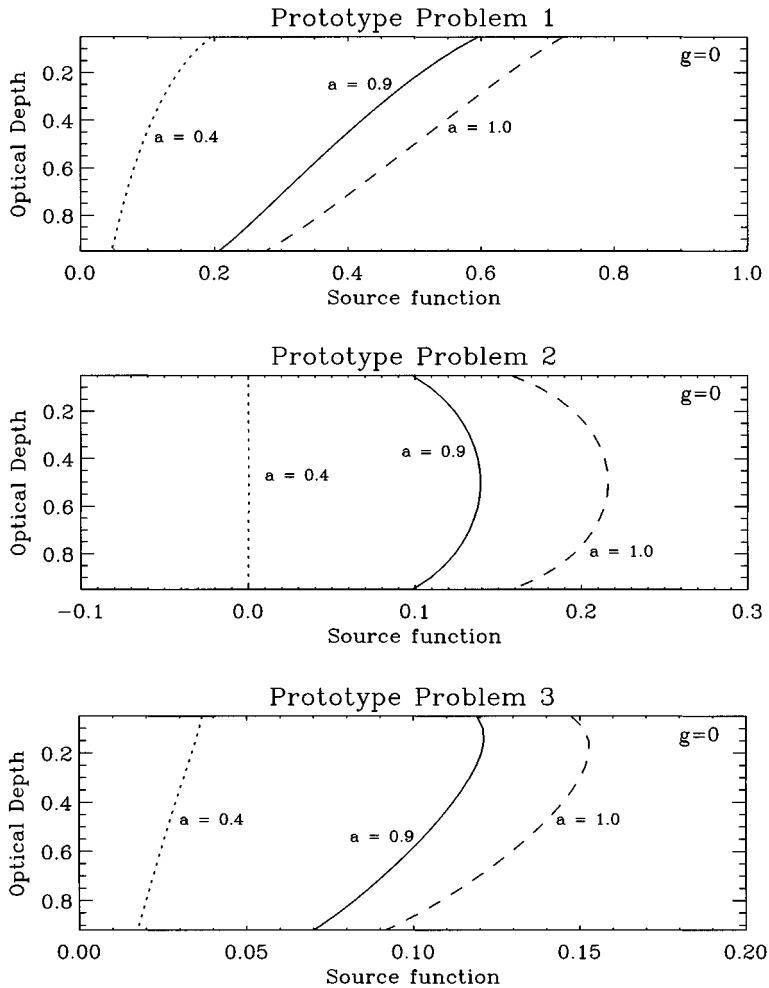 Prototype Problem 1
g=0
0.2
a = 0.9
0.4
a = 0.4
a = 1.0
Optical Depth
0.6
0.8
0.0 0.2 0.4 0.6 0.8 1.0
Source function
Prototype Problem 2
g=0
0.2
0.4
a = 0.9
a = 0.4
Optical Depth
0.6
0.8
a = 1.0
-0.1 0.0 0.1 0.2 0.3
Source function
Prototype Problem 3
g=0
0.2
0.4
a = 0.4
a = 0.9
a = 1.0
Optical Depth
0.6
0.8
0.00 0.05 0.10 0.15 0.20
Source function